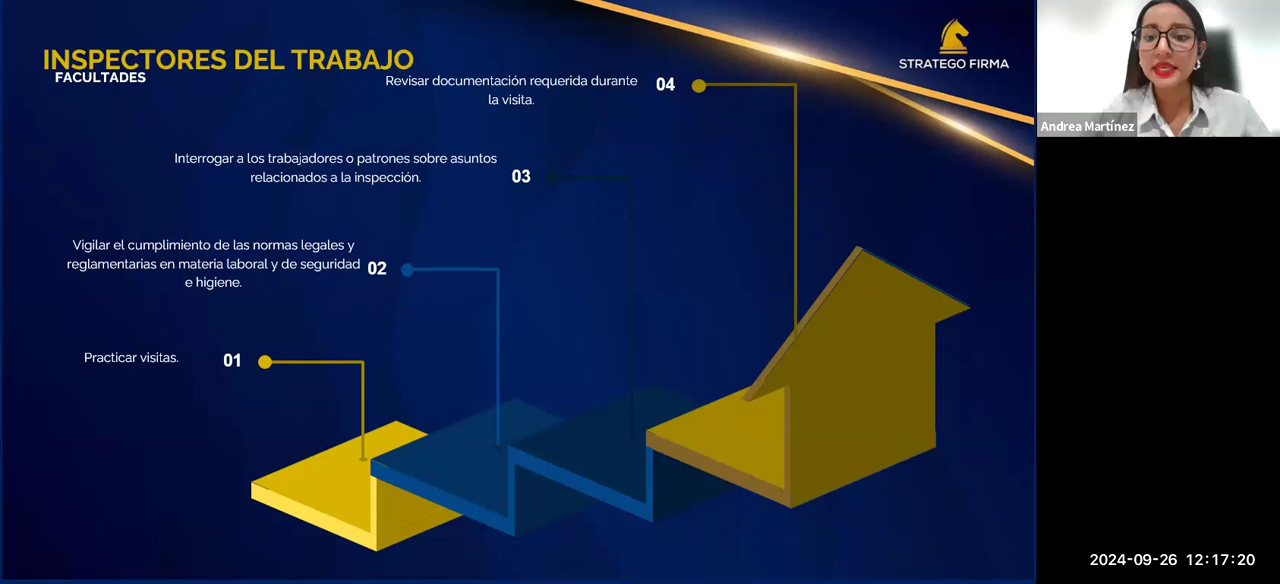 INSPECTORES DEL TRABAJO
FACULTADES
STRATEGO FIRMA
Revisar documentación requerida durante
la visita.
04
Interrogar a los trabajadores o patrones sobre asuntos
relacionados a la inspección.
03
Vigilar el cumplimiento de las normas legales y
reglamentarias en materia laboral y de seguridad
e higiene.
02
Practicar visitas.
01
Andrea Martínez
2024-09-26 12:17:20